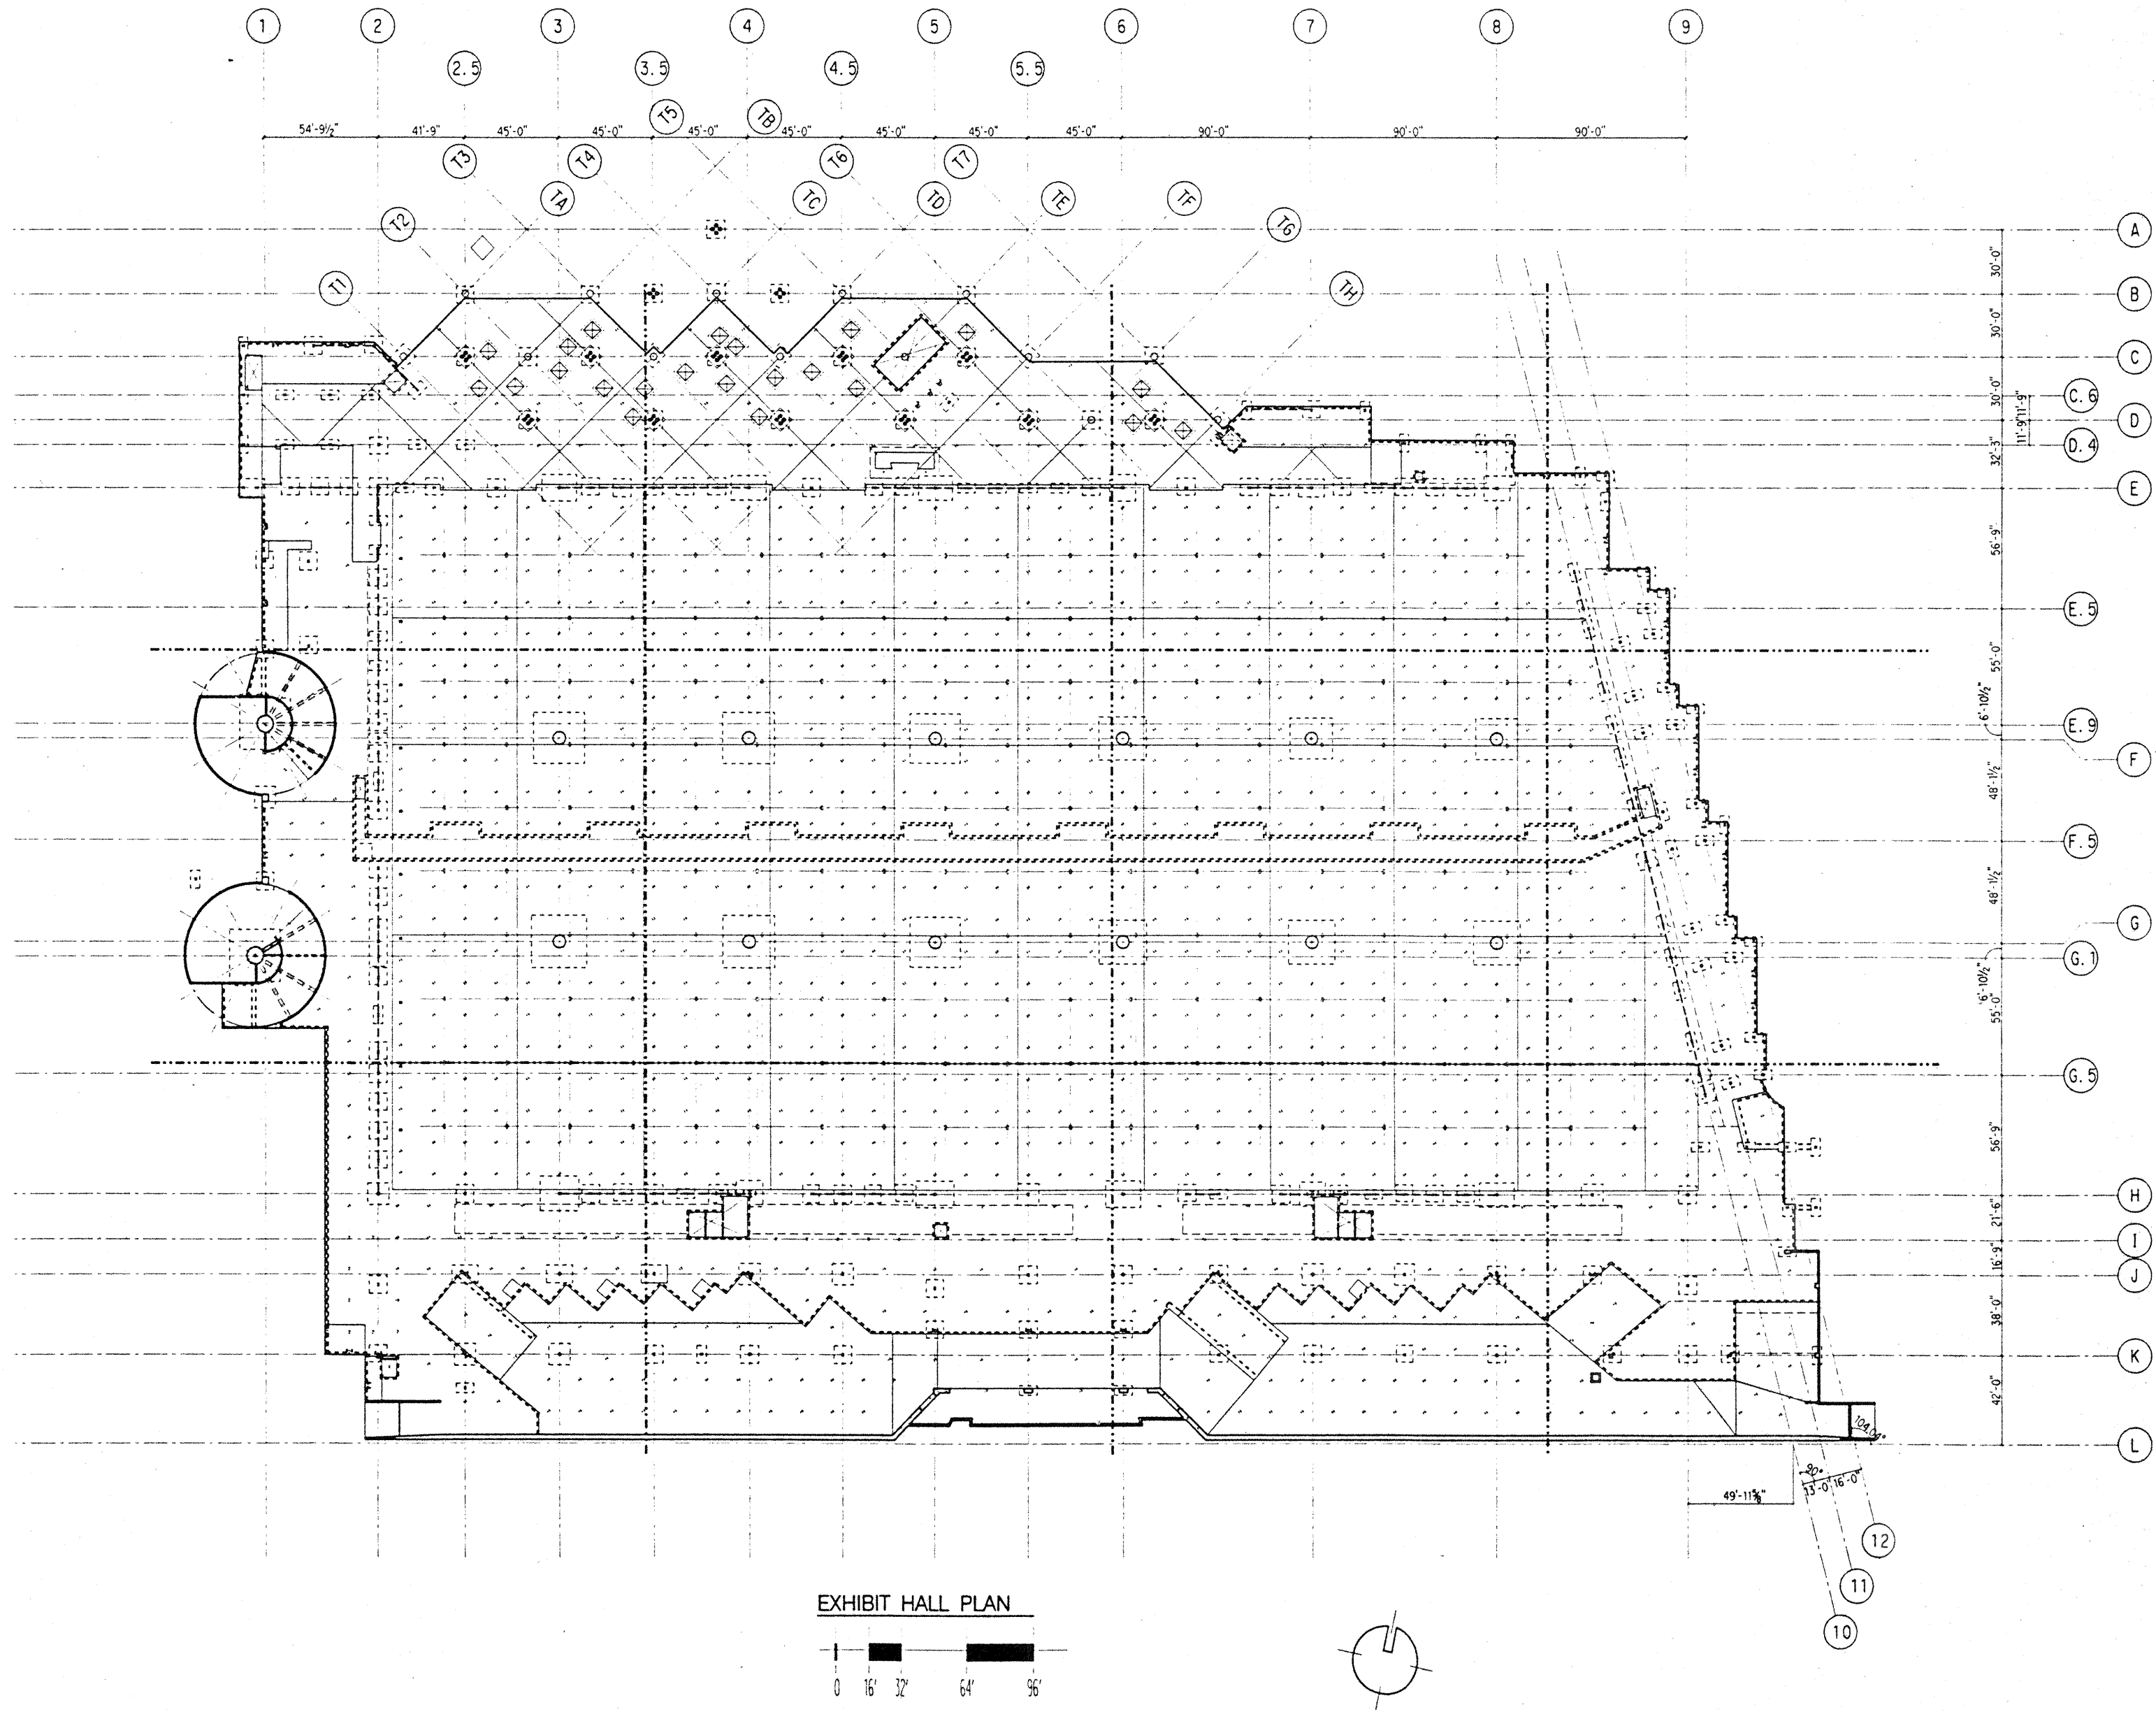 1 2 3 4 5 6 7 8 9
2.5 3.5 4.5 5.5
T5 TB
54'-9½" 41'-9" 45'-0" 45'-0" 45'-0" 45'-0" 45'-0" 45'-0" 45'-0" 90'-0" 90'-0" 90'-0"
T3 T4 T6 T7
TA TC TD TE TF
T2 TG
T1 TH
A
30'-0"
B
30'-0"
C
30'-0"
C.6
11'-9" 11'-9"
D
D.4
32'-3"
E
56'-9"
E.5
55'-0"
6'-10½"
E.9
F
48'-1½"
F.5
48'-1½"
G
G.1
6'-10½"
55'-0"
G.5
56'-9"
H
21'-6"
I
16'-9"
J
38'-0"
K
42'-0"
104.04°
L
90°
13'-0" 16'-0"
49'-11⅝"
12
11
10
EXHIBIT HALL PLAN
0 16' 32' 64' 96'